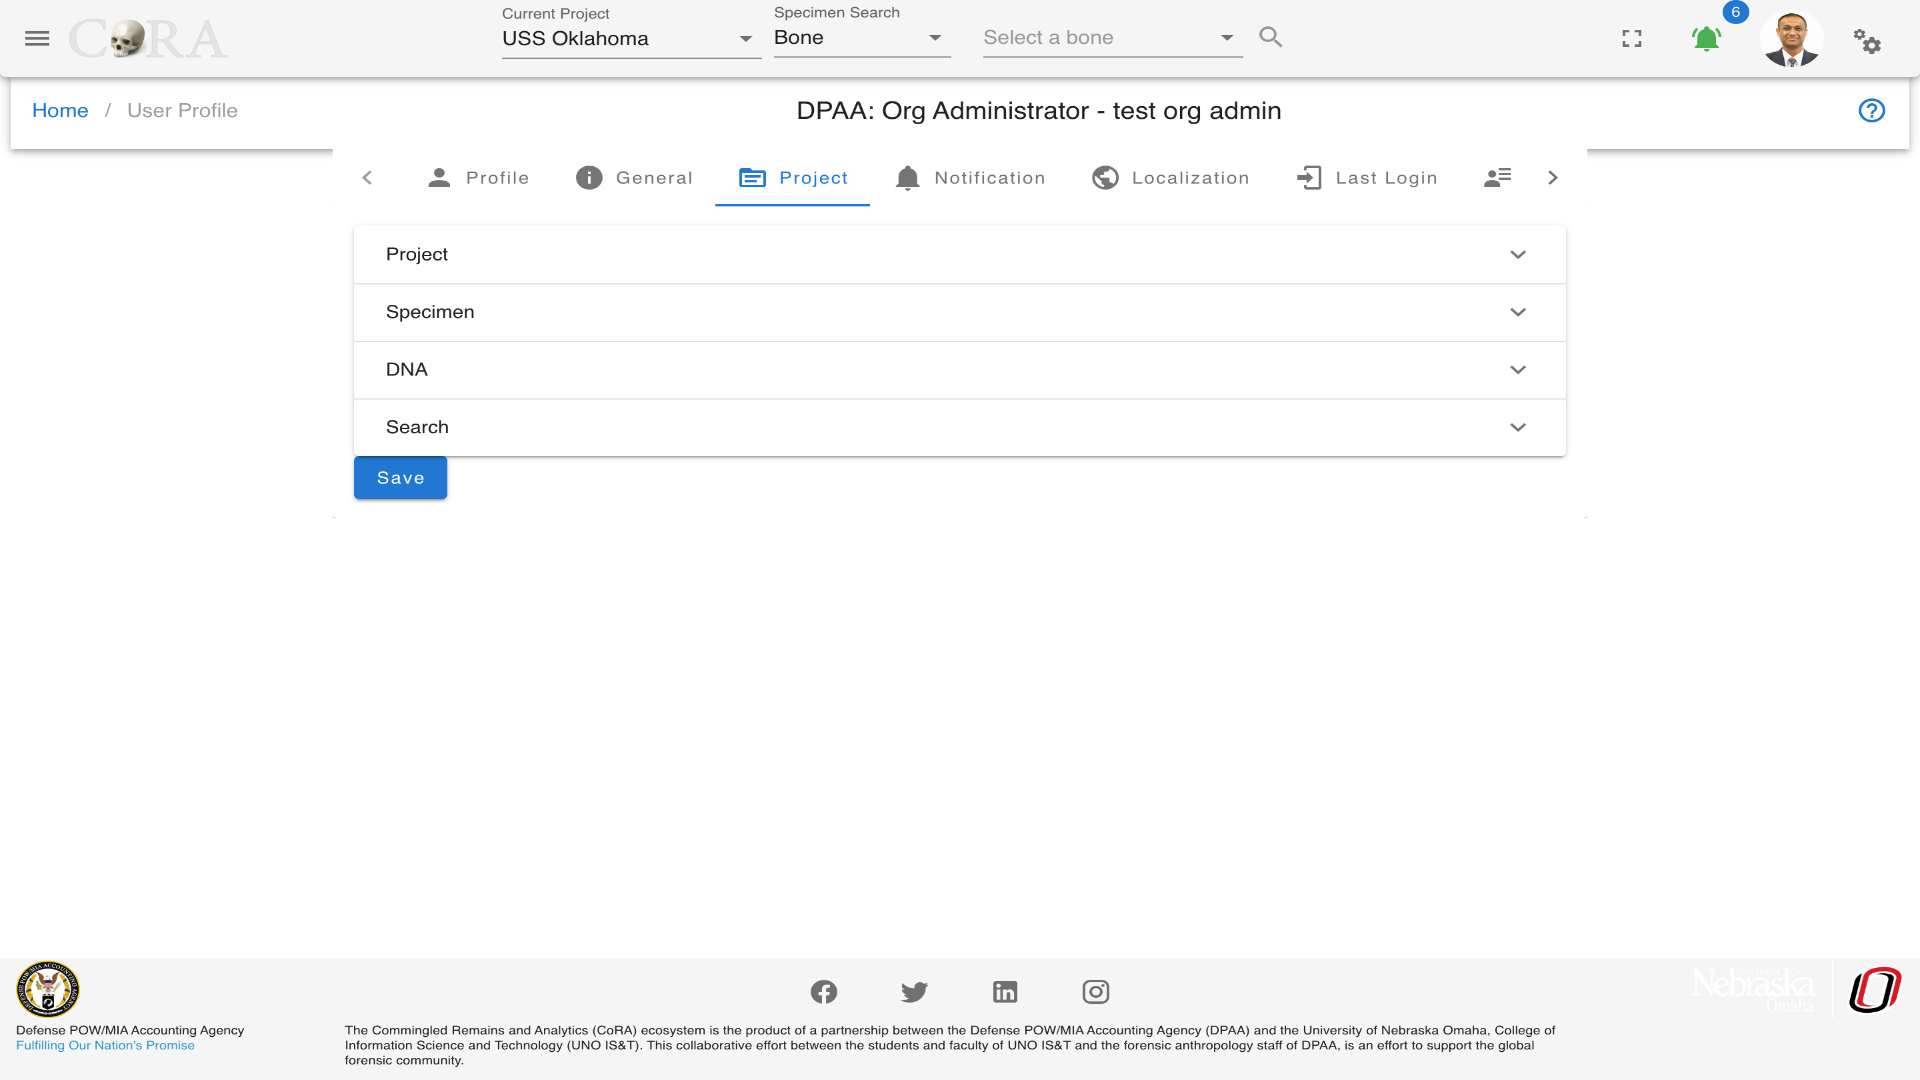 CoRA
Current Project
USS Oklahoma
Specimen Search
Bone
Select a bone
6
Home / User Profile
DPAA: Org Administrator - test org admin
Profile
General
Project
Notification
Localization
Last Login
Project
Specimen
DNA
Search
Save
Defense POW/MIA Accounting Agency
Fulfilling Our Nation's Promise
The Commingled Remains and Analytics (CoRA) ecosystem is the product of a partnership between the Defense POW/MIA Accounting Agency (DPAA) and the University of Nebraska Omaha, College of
Information Science and Technology (UNO IS&T). This collaborative effort between the students and faculty of UNO IS&T and the forensic anthropology staff of DPAA, is an effort to support the global
forensic community.
Nebraska
Omaha